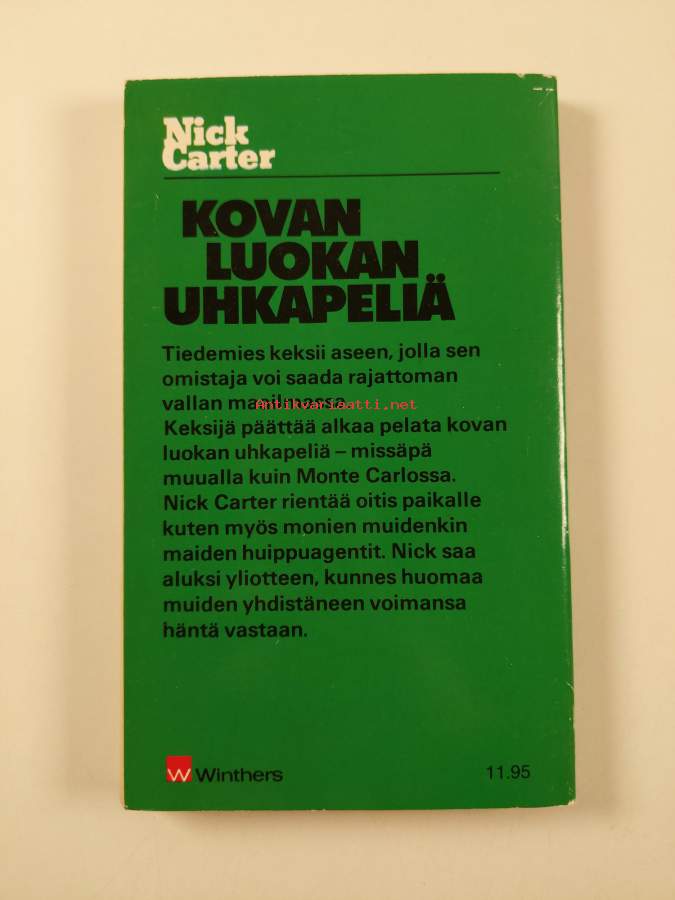 Nick
Carter
KOVAN
LUOKAN
UHKAPELIÄ
Tiedemies keksii aseen, jolla sen
omistaja voi saada rajattoman
vallan maailmassa.
Antikvariaatti.net
Keksijä päättää alkaa pelata kovan
luokan uhkapeliä – missäpä
muualla kuin Monte Carlossa.
Nick Carter rientää oitis paikalle
kuten myös monien muidenkin
maiden huippuagentit. Nick saa
aluksi yliotteen, kunnes huomaa
muiden yhdistäneen voimansa
häntä vastaan.
W Winthers
11.95